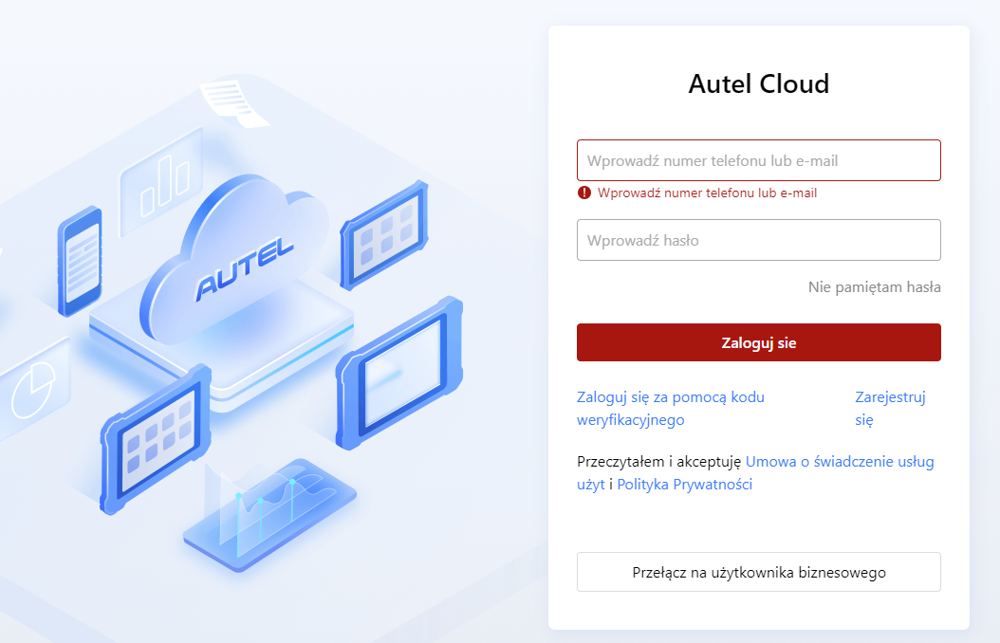 AUTEL
Autel Cloud
Wprowadź numer telefonu lub e-mail
Wprowadź numer telefonu lub e-mail
Wprowadź hasło
Nie pamiętam hasła
Zaloguj sie
Zaloguj się za pomocą kodu
weryfikacyjnego
Zarejestruj
się
Przeczytałem i akceptuję Umowa o świadczenie usług
użyt i Polityka Prywatności
Przełącz na użytkownika biznesowego